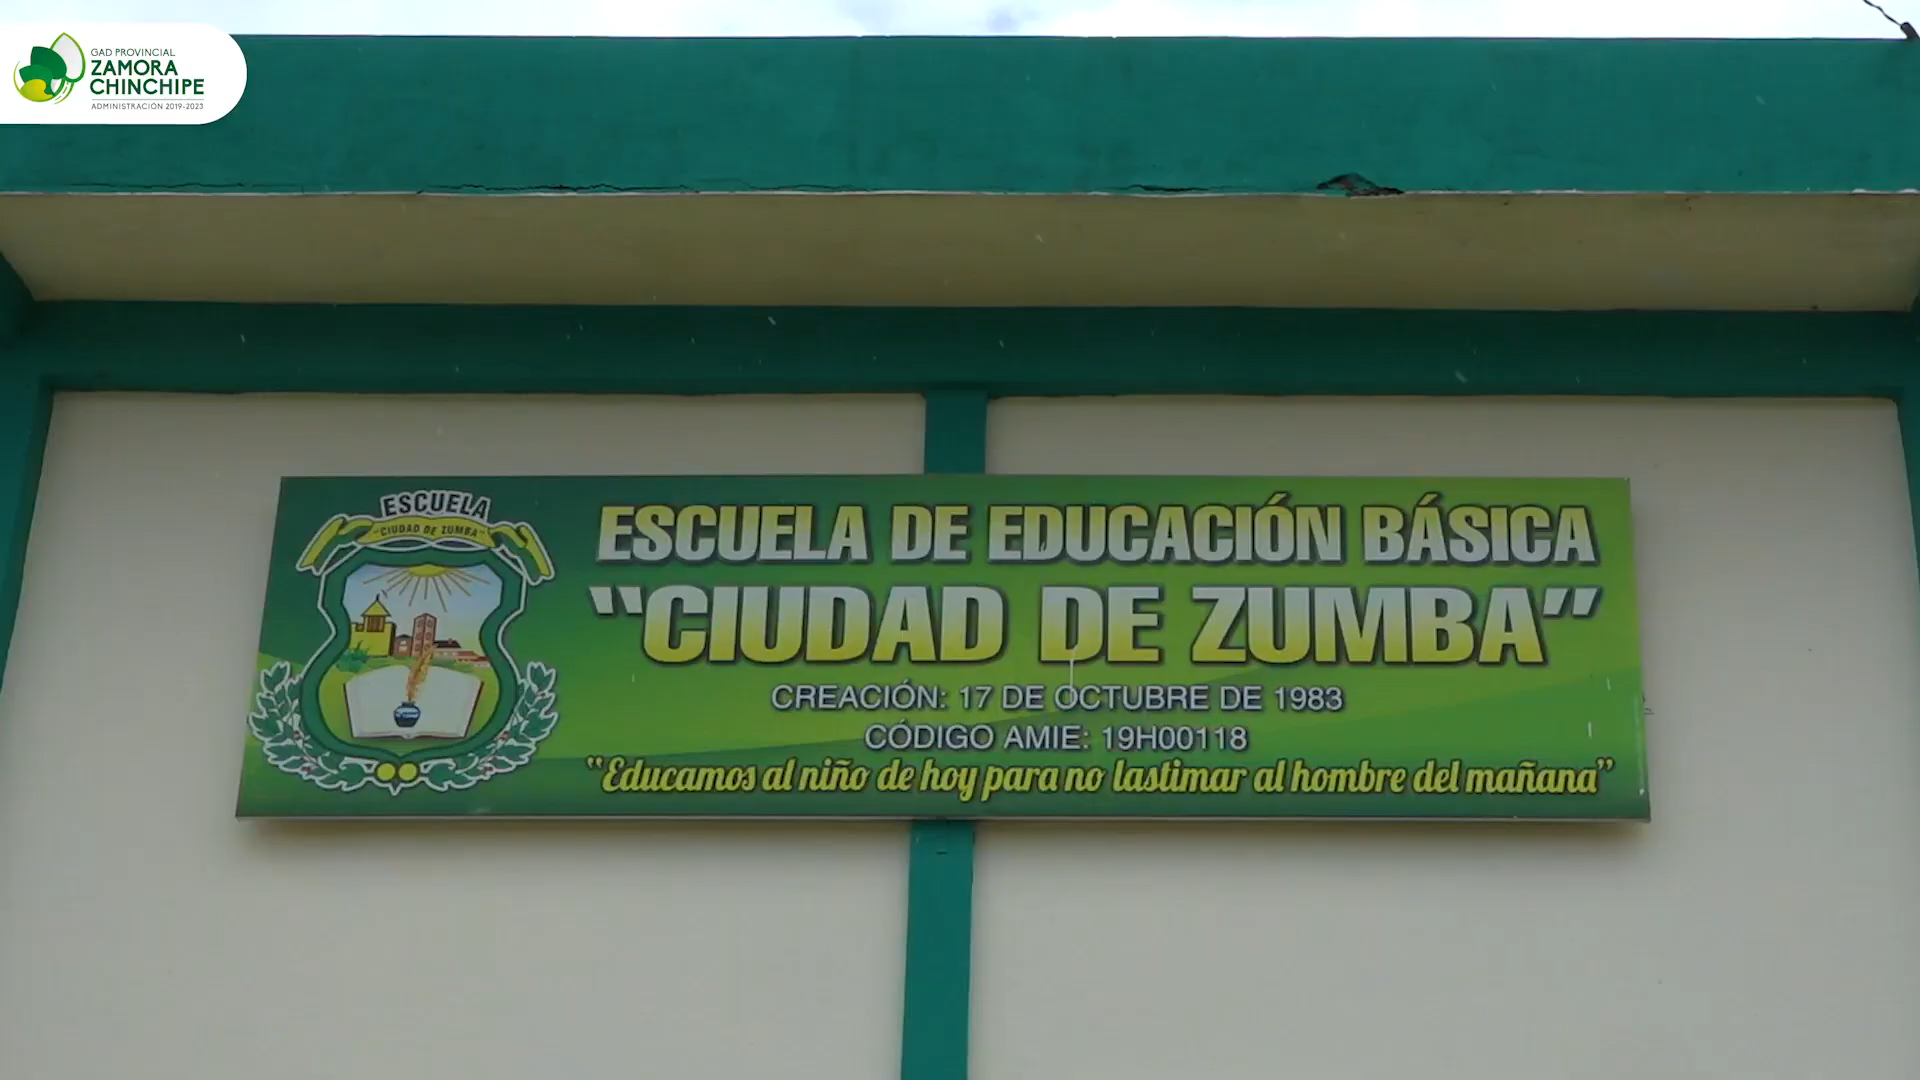 GAD PROVINCIAL
ZAMORA
CHINCHIPE
ADMINISTRACIÓN 2019-2023
ESCUELA
"CIUDAD DE ZUMBA"
ESCUELA DE EDUCACIÓN BÁSICA
"CIUDAD DE ZUMBA"
CREACIÓN: 17 DE OCTUBRE DE 1983
CÓDIGO AMIE: 19H00118
"Educamos al niño de hoy para no lastimar al hombre del mañana"